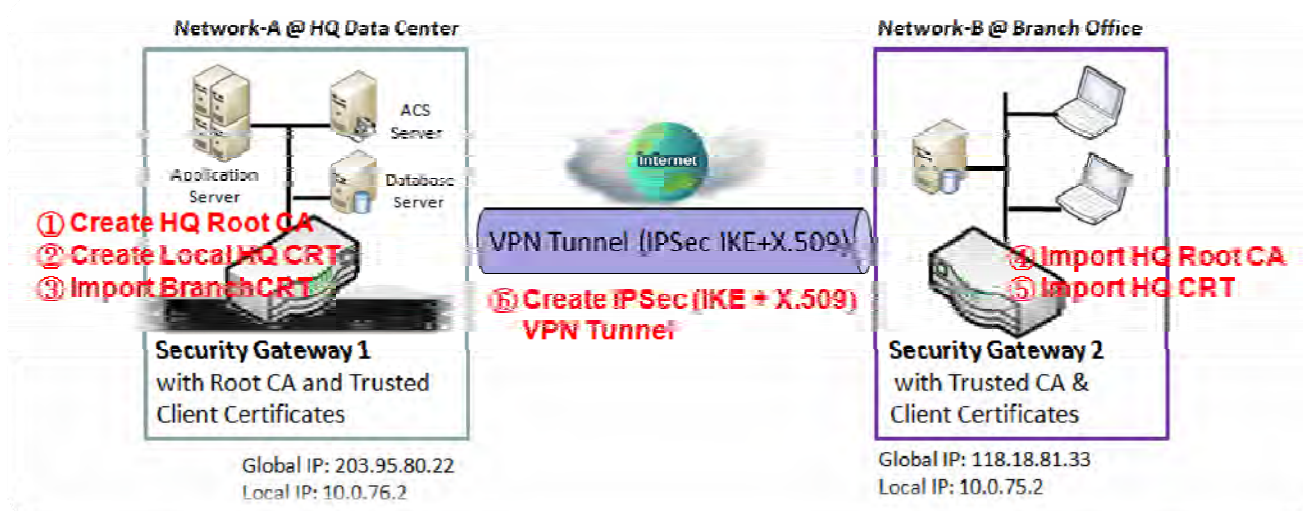 Network-A @ HQ Data Center
Network-B @ Branch Office
ACS
Server
Application
Server
Database
Server
Internet
① Create HQ Root CA
② Create Local HQ CRT
③ Import BranchCRT
VPN Tunnel (IPSec IKE+X.509)
④ Import HQ Root CA
⑤ Import HQ CRT
⑥ Create IPSec (IKE + X.509)
VPN Tunnel
Security Gateway 1
with Root CA and Trusted
Client Certificates
Security Gateway 2
with Trusted CA &
Client Certificates
Global IP: 203.95.80.22
Local IP: 10.0.76.2
Global IP: 118.18.81.33
Local IP: 10.0.75.2